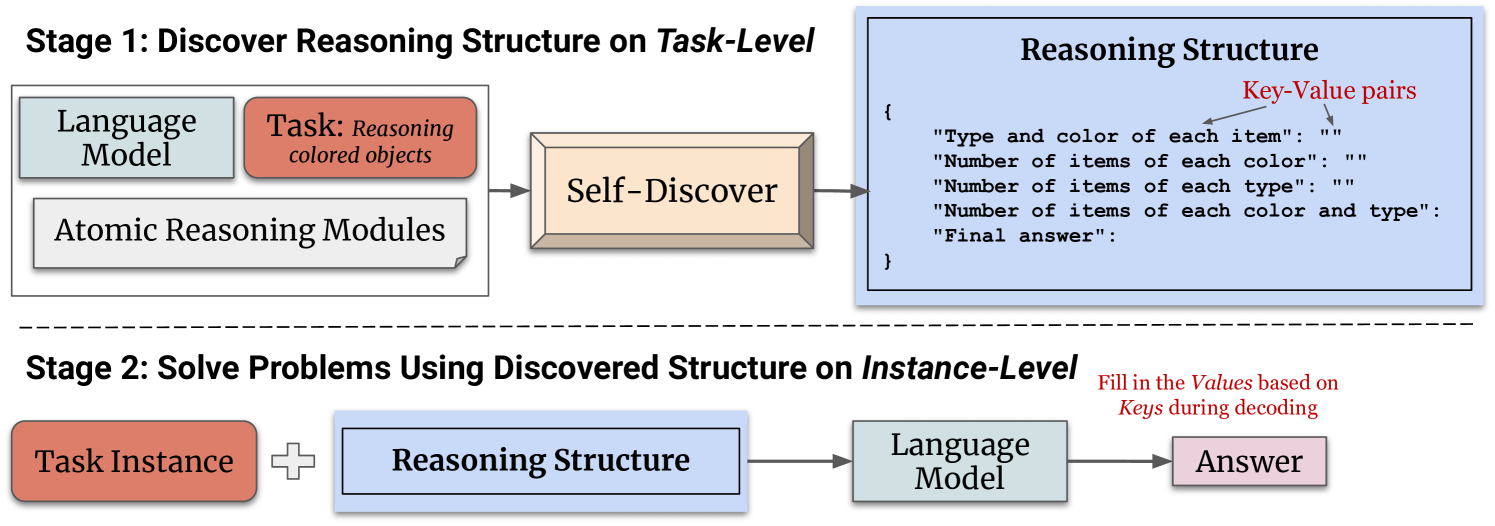 Stage 1: Discover Reasoning Structure on Task-Level
Language
Model
Task: Reasoning
colored objects
Atomic Reasoning Modules
Self-Discover
Reasoning Structure
Key-Value pairs
{
"Type and color of each item": ""
"Number of items of each color": ""
"Number of items of each type": ""
"Number of items of each color and type":
"Final answer":
}
Stage 2: Solve Problems Using Discovered Structure on Instance-Level
Task Instance
Reasoning Structure
Language
Model
Fill in the Values based on
Keys during decoding
Answer